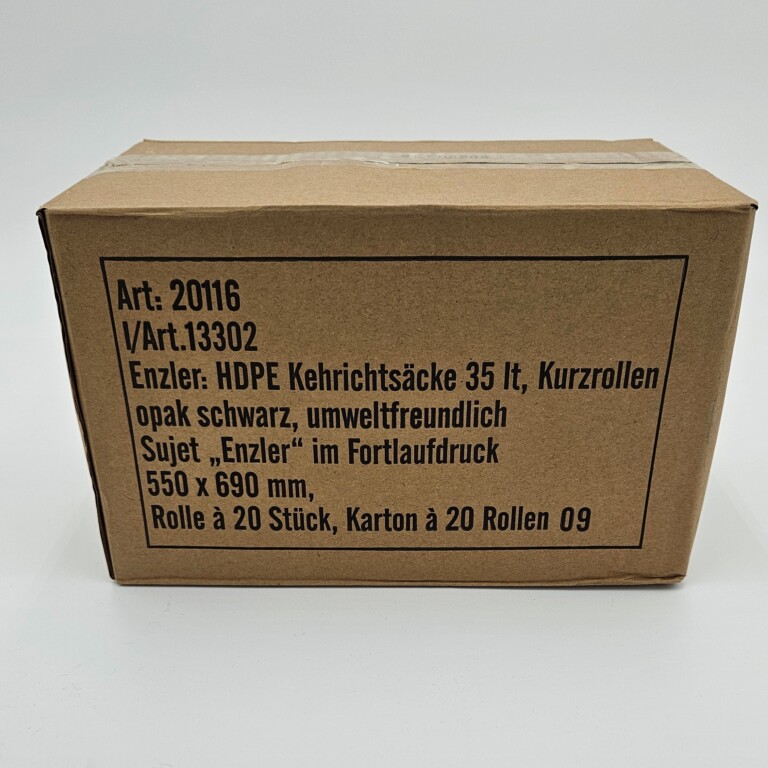 Art: 20116
I/Art.13302
Enzler: HDPE Kehrichtsäcke 35 lt, Kurzrollen
opak schwarz, umweltfreundlich
Sujet „Enzler“ im Fortlaufdruck
550 x 690 mm,
Rolle à 20 Stück, Karton à 20 Rollen 09